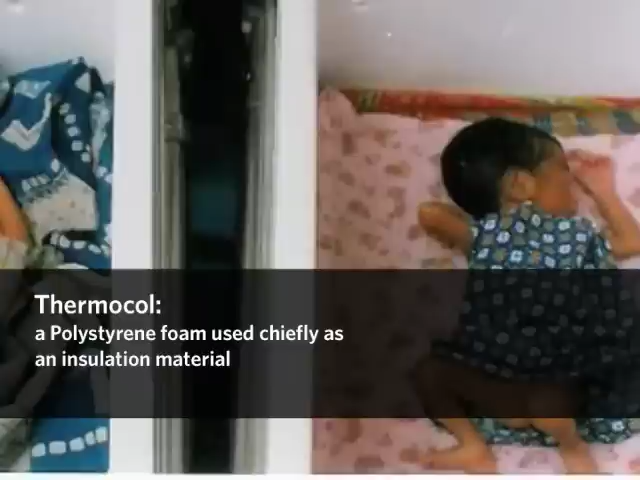 Thermocol:
a Polystyrene foam used chiefly as
an insulation material